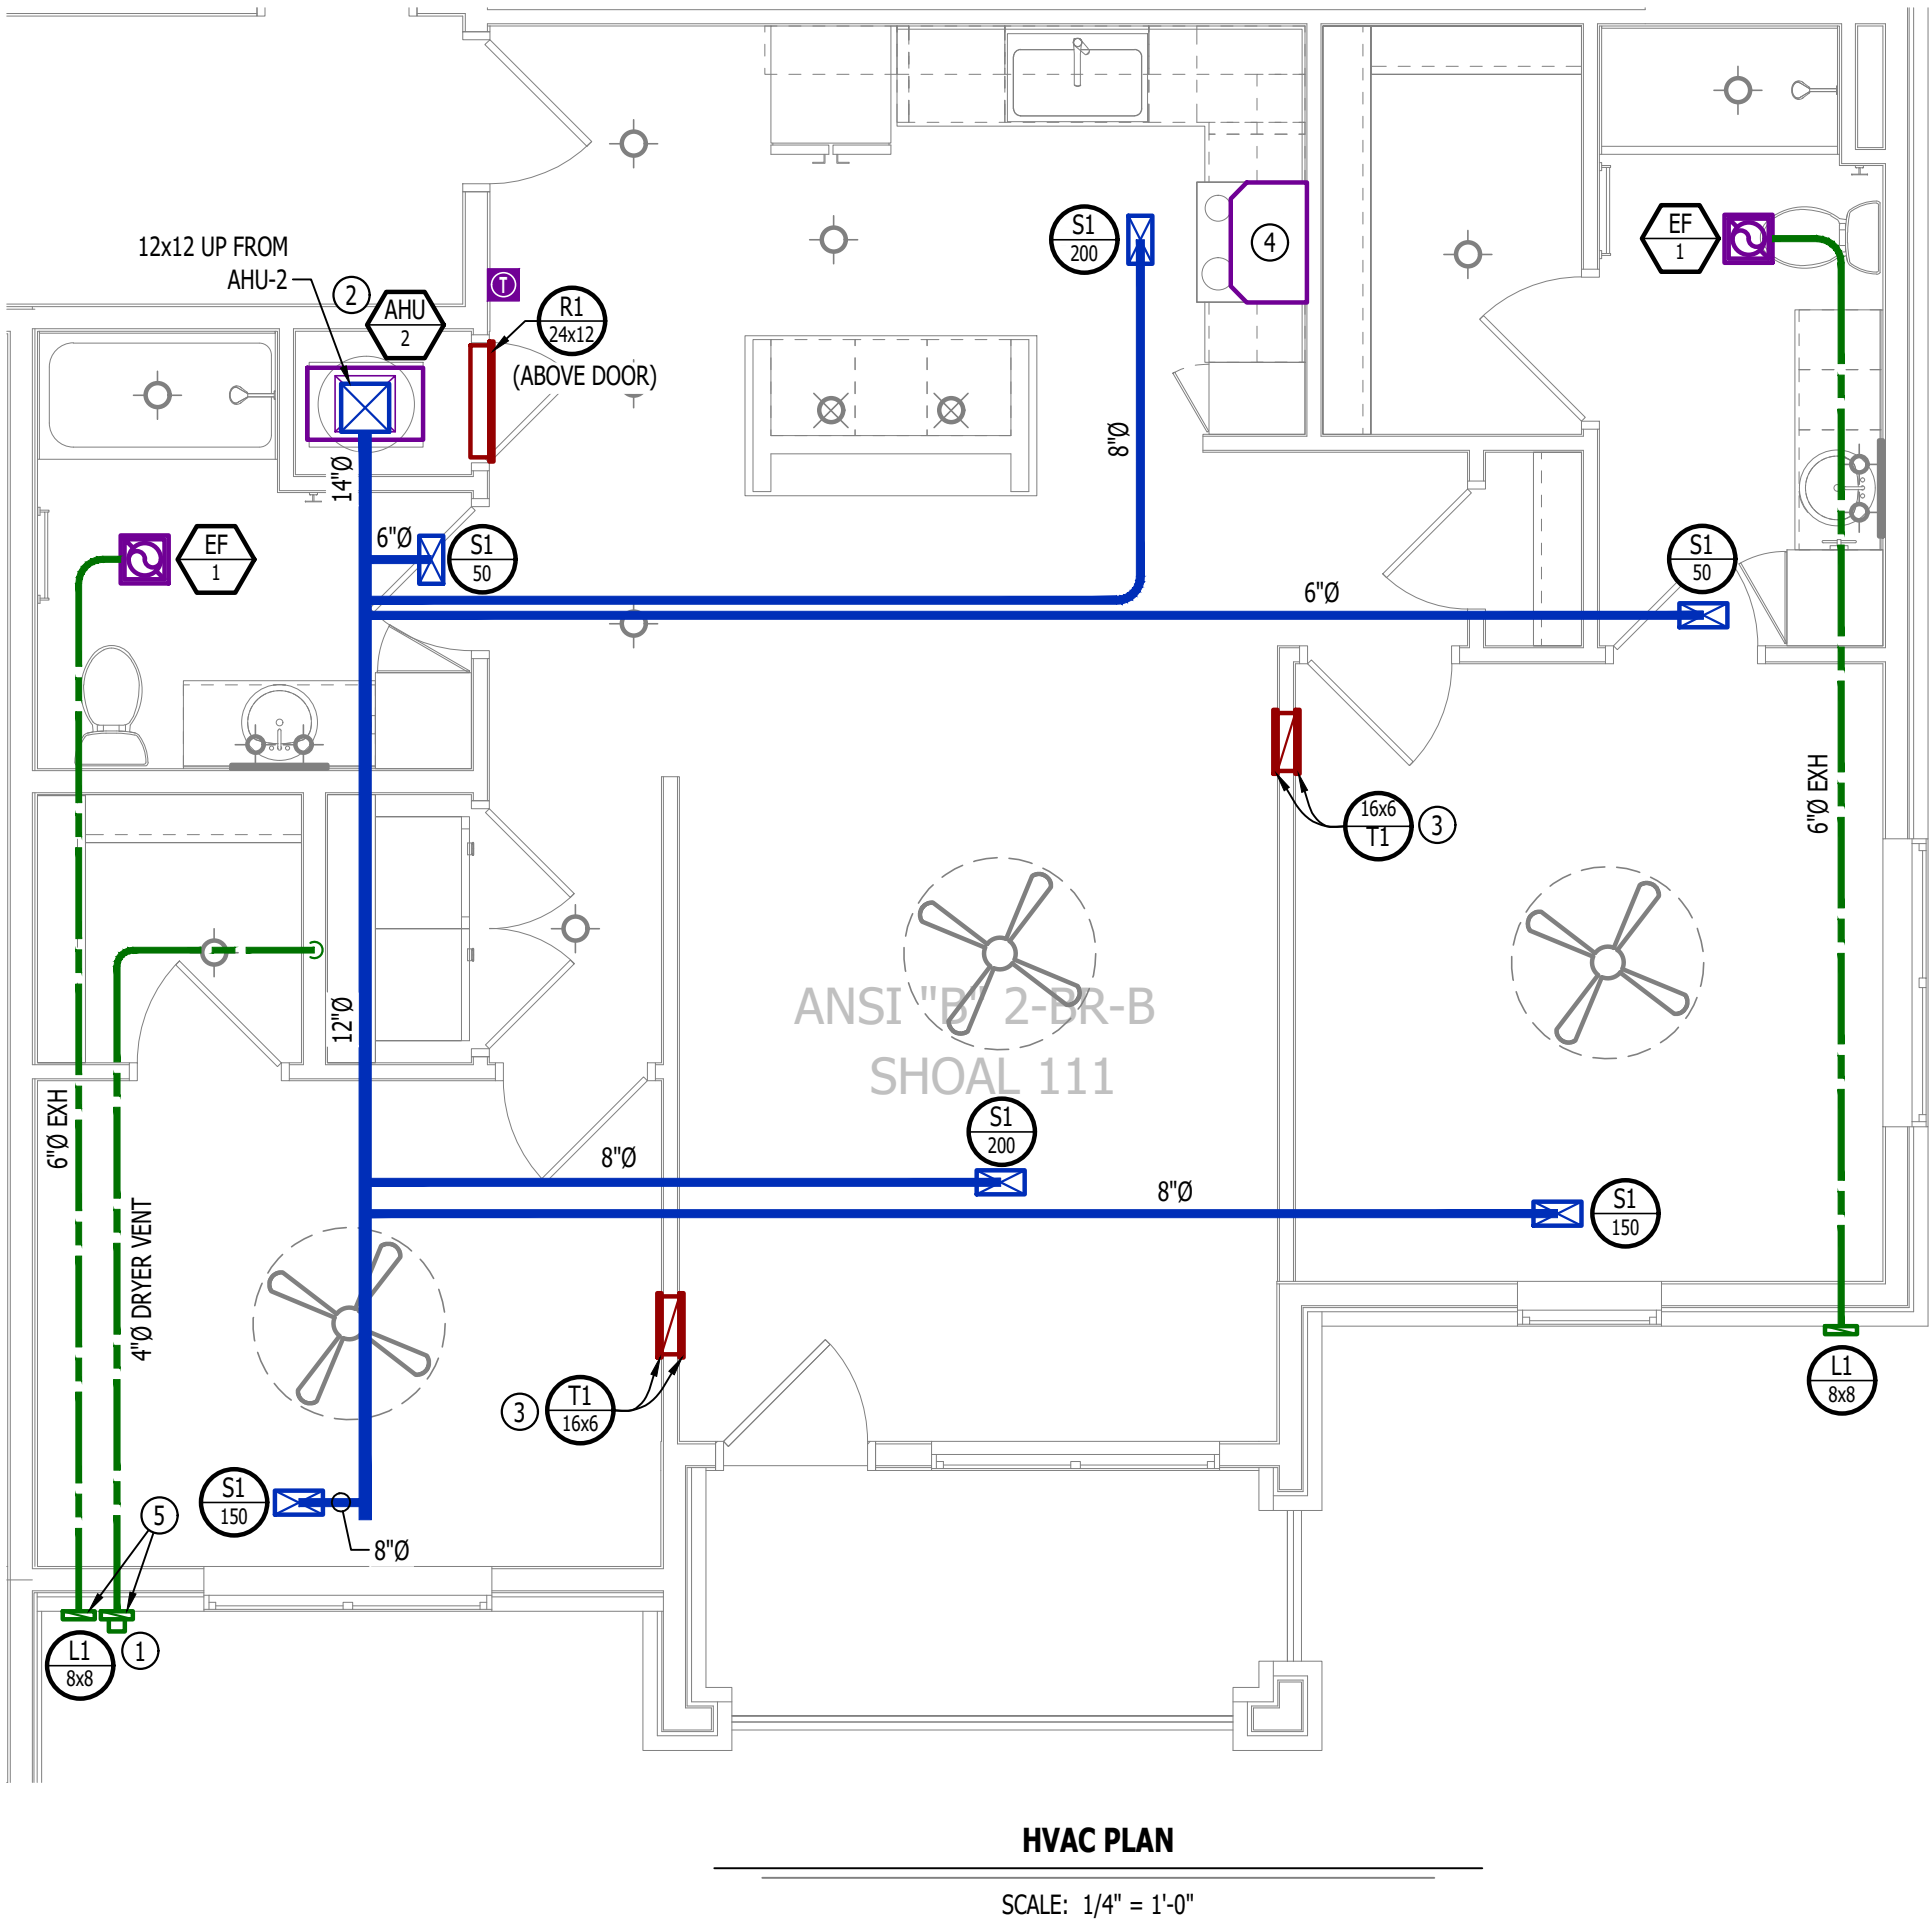 12x12 UP FROM
AHU-2
2
AHU
2
T
R1
24x12
(ABOVE DOOR)
S1
200
4
EF
1
14"Ø
8"Ø
6"Ø
S1
50
EF
1
6"Ø
S1
50
16x6
T1
3
6"Ø EXH
12"Ø
ANSI "B" 2-BR-B
SHOAL 111
6"Ø EXH
4"Ø DRYER VENT
8"Ø
S1
200
8"Ø
S1
150
3
T1
16x6
L1
8x8
S1
150
8"Ø
5
L1
8x8
1
HVAC PLAN
SCALE: 1/4" = 1'-0"